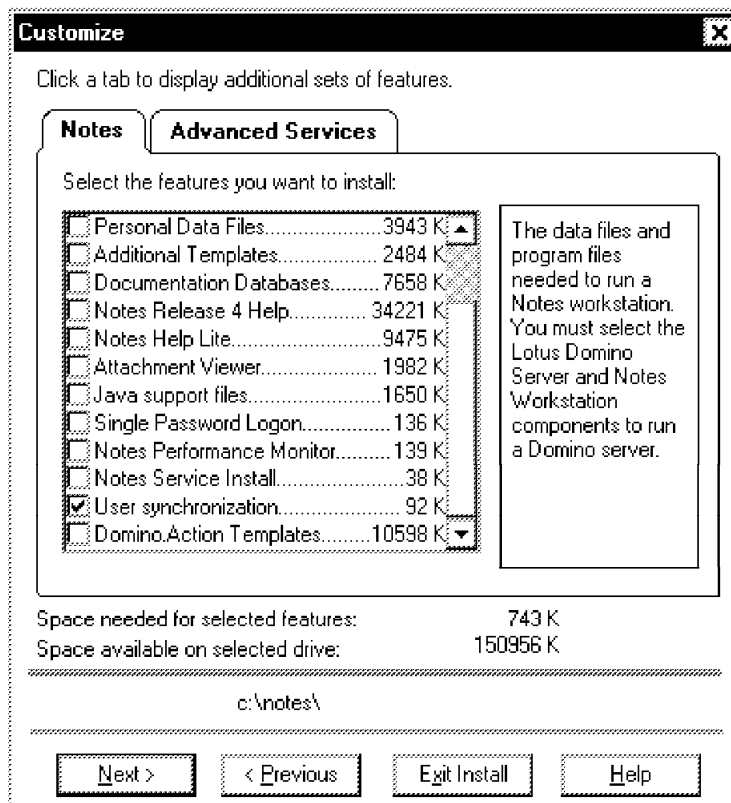 Customize
Click a tab to display additional sets of features.
Notes
Advanced Services
Select the features you want to install:
Personal Data Files....................3943 K
Additional Templates.................. 2484 K
Documentation Databases.........7658 K
Notes Release 4 Help.............. 34221 K
Notes Help Lite..........................9475 K
Attachment Viewer.................... 1982 K
Java support files.......................1650 K
Single Password Logon...............136 K
Notes Performance Monitor..........139 K
Notes Service Install.....................38 K
User synchronization.................... 92 K
Domino.Action Templates.........10598 K
The data files and
program files
needed to run a
Notes workstation.
You must select the
Lotus Domino
Server and Notes
Workstation
components to run
a Domino server.
Space needed for selected features: 743 K
Space available on selected drive: 150956 K
c:\notes\
Next >
< Previous
Exit Install
Help